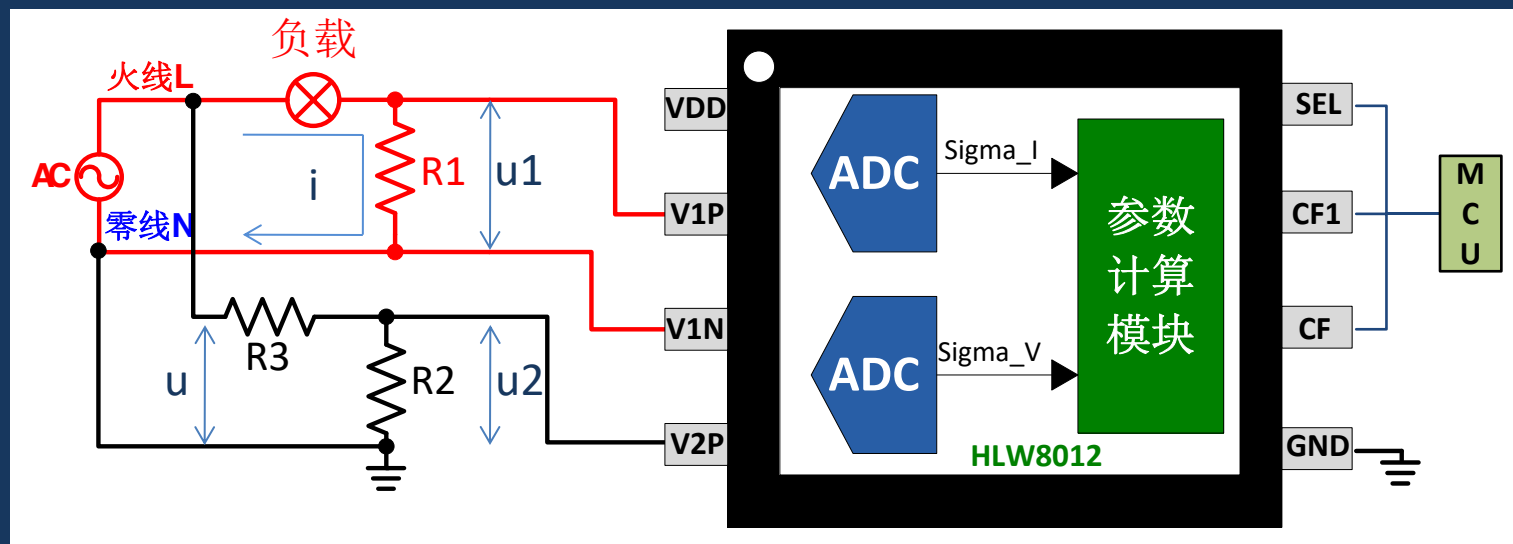 负载
火线L
AC
零线N
i
R1
u1
u
R3
R2
u2
VDD
V1P
V1N
V2P
ADC
Sigma_I
ADC
Sigma_V
参数
计算
模块
HLW8012
SEL
CF1
CF
GND
M
C
U